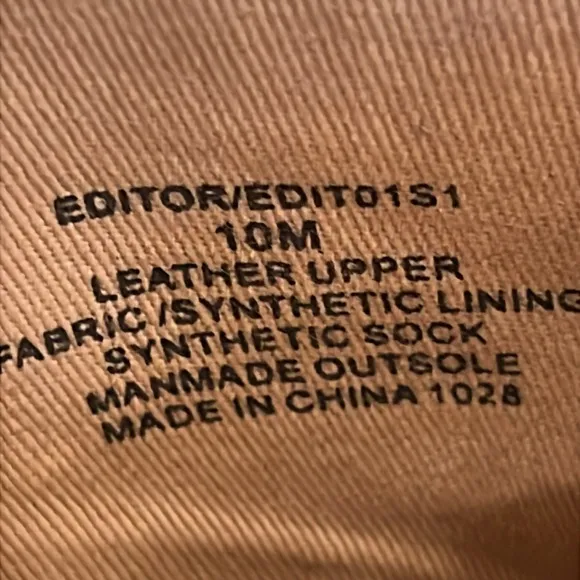 EDITOR/EDIT01S1
10M
LEATHER UPPER
FABRIC /SYNTHETIC LINING
SYNTHETIC SOCK
MANMADE OUTSOLE
MADE IN CHINA 1028